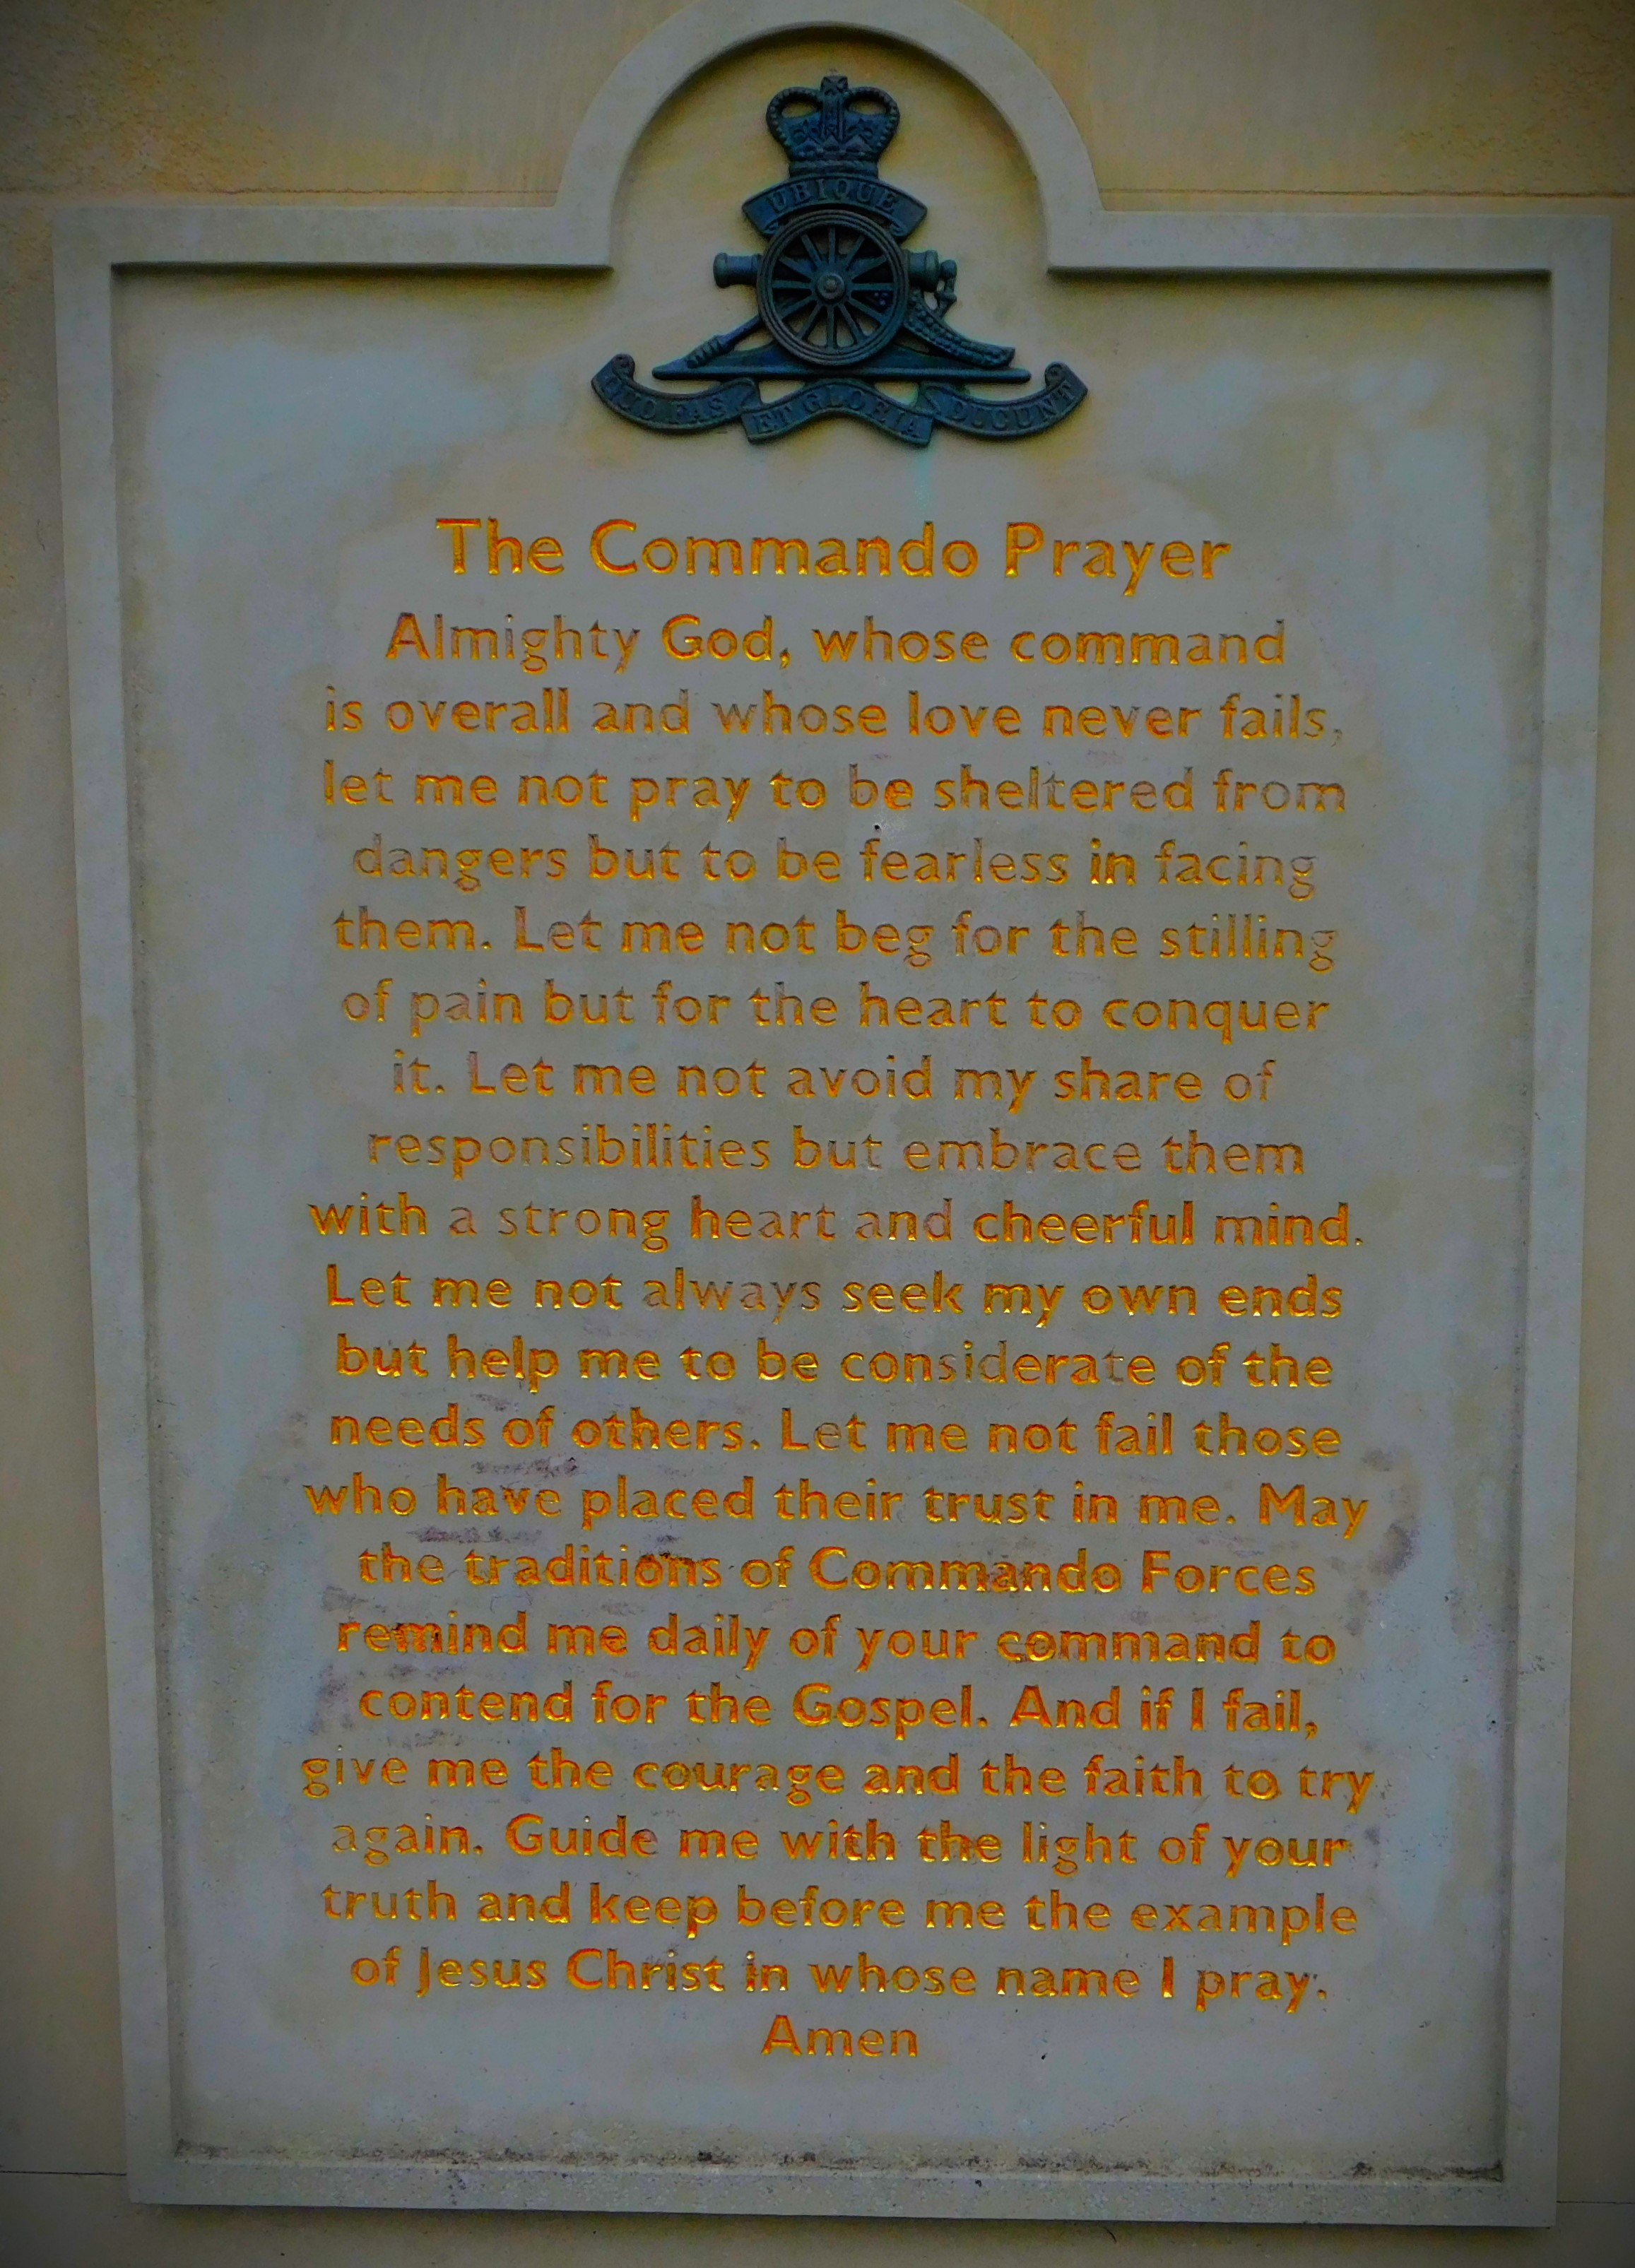 UBIQUE
QUO FAS ET GLORIA DUCUNT
The Commando Prayer
Almighty God, whose command
is overall and whose love never fails,
let me not pray to be sheltered from
dangers but to be fearless in facing
them. Let me not beg for the stilling
of pain but for the heart to conquer
it. Let me not avoid my share of
responsibilities but embrace them
with a strong heart and cheerful mind.
Let me not always seek my own ends
but help me to be considerate of the
needs of others. Let me not fail those
who have placed their trust in me. May
the traditions of Commando Forces
remind me daily of your command to
contend for the Gospel. And if I fail,
give me the courage and the faith to try
again. Guide me with the light of your
truth and keep before me the example
of Jesus Christ in whose name I pray.
Amen